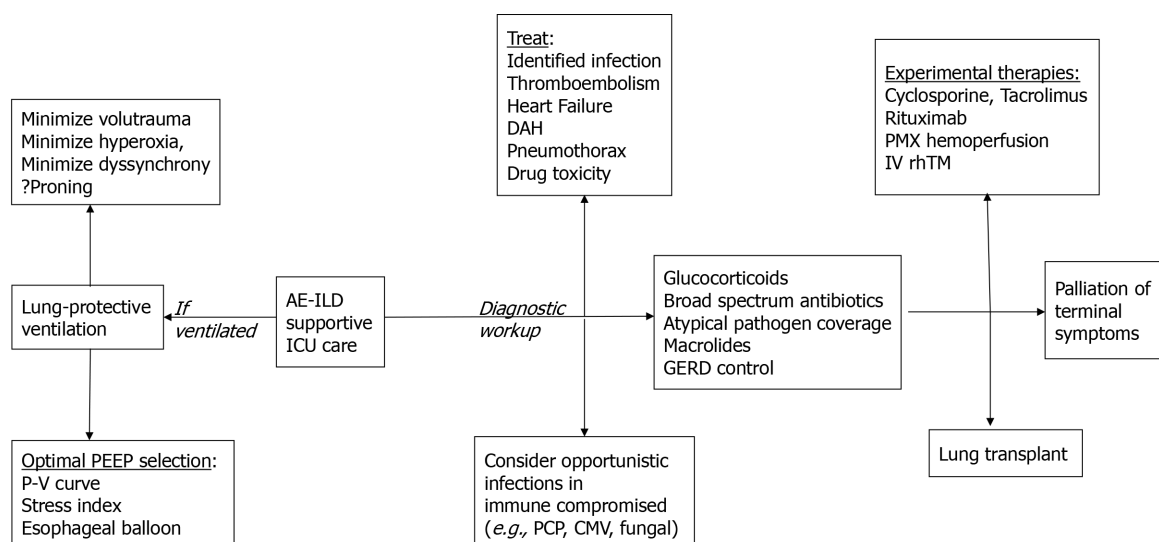 Treat:
Identified infection
Thromboembolism
Heart Failure
DAH
Pneumothorax
Drug toxicity
Experimental therapies:
Cyclosporine, Tacrolimus
Rituximab
PMX hemoperfusion
IV rhTM
Minimize volutrauma
Minimize hyperoxia,
Minimize dyssynchrony
?Proning
Lung-protective
ventilation
If
ventilated
AE-ILD
supportive
ICU care
Diagnostic
workup
Glucocorticoids
Broad spectrum antibiotics
Atypical pathogen coverage
Macrolides
GERD control
Palliation of
terminal
symptoms
Optimal PEEP selection:
P-V curve
Stress index
Esophageal balloon
Consider opportunistic
infections in
immune compromised
(e.g., PCP, CMV, fungal)
Lung transplant